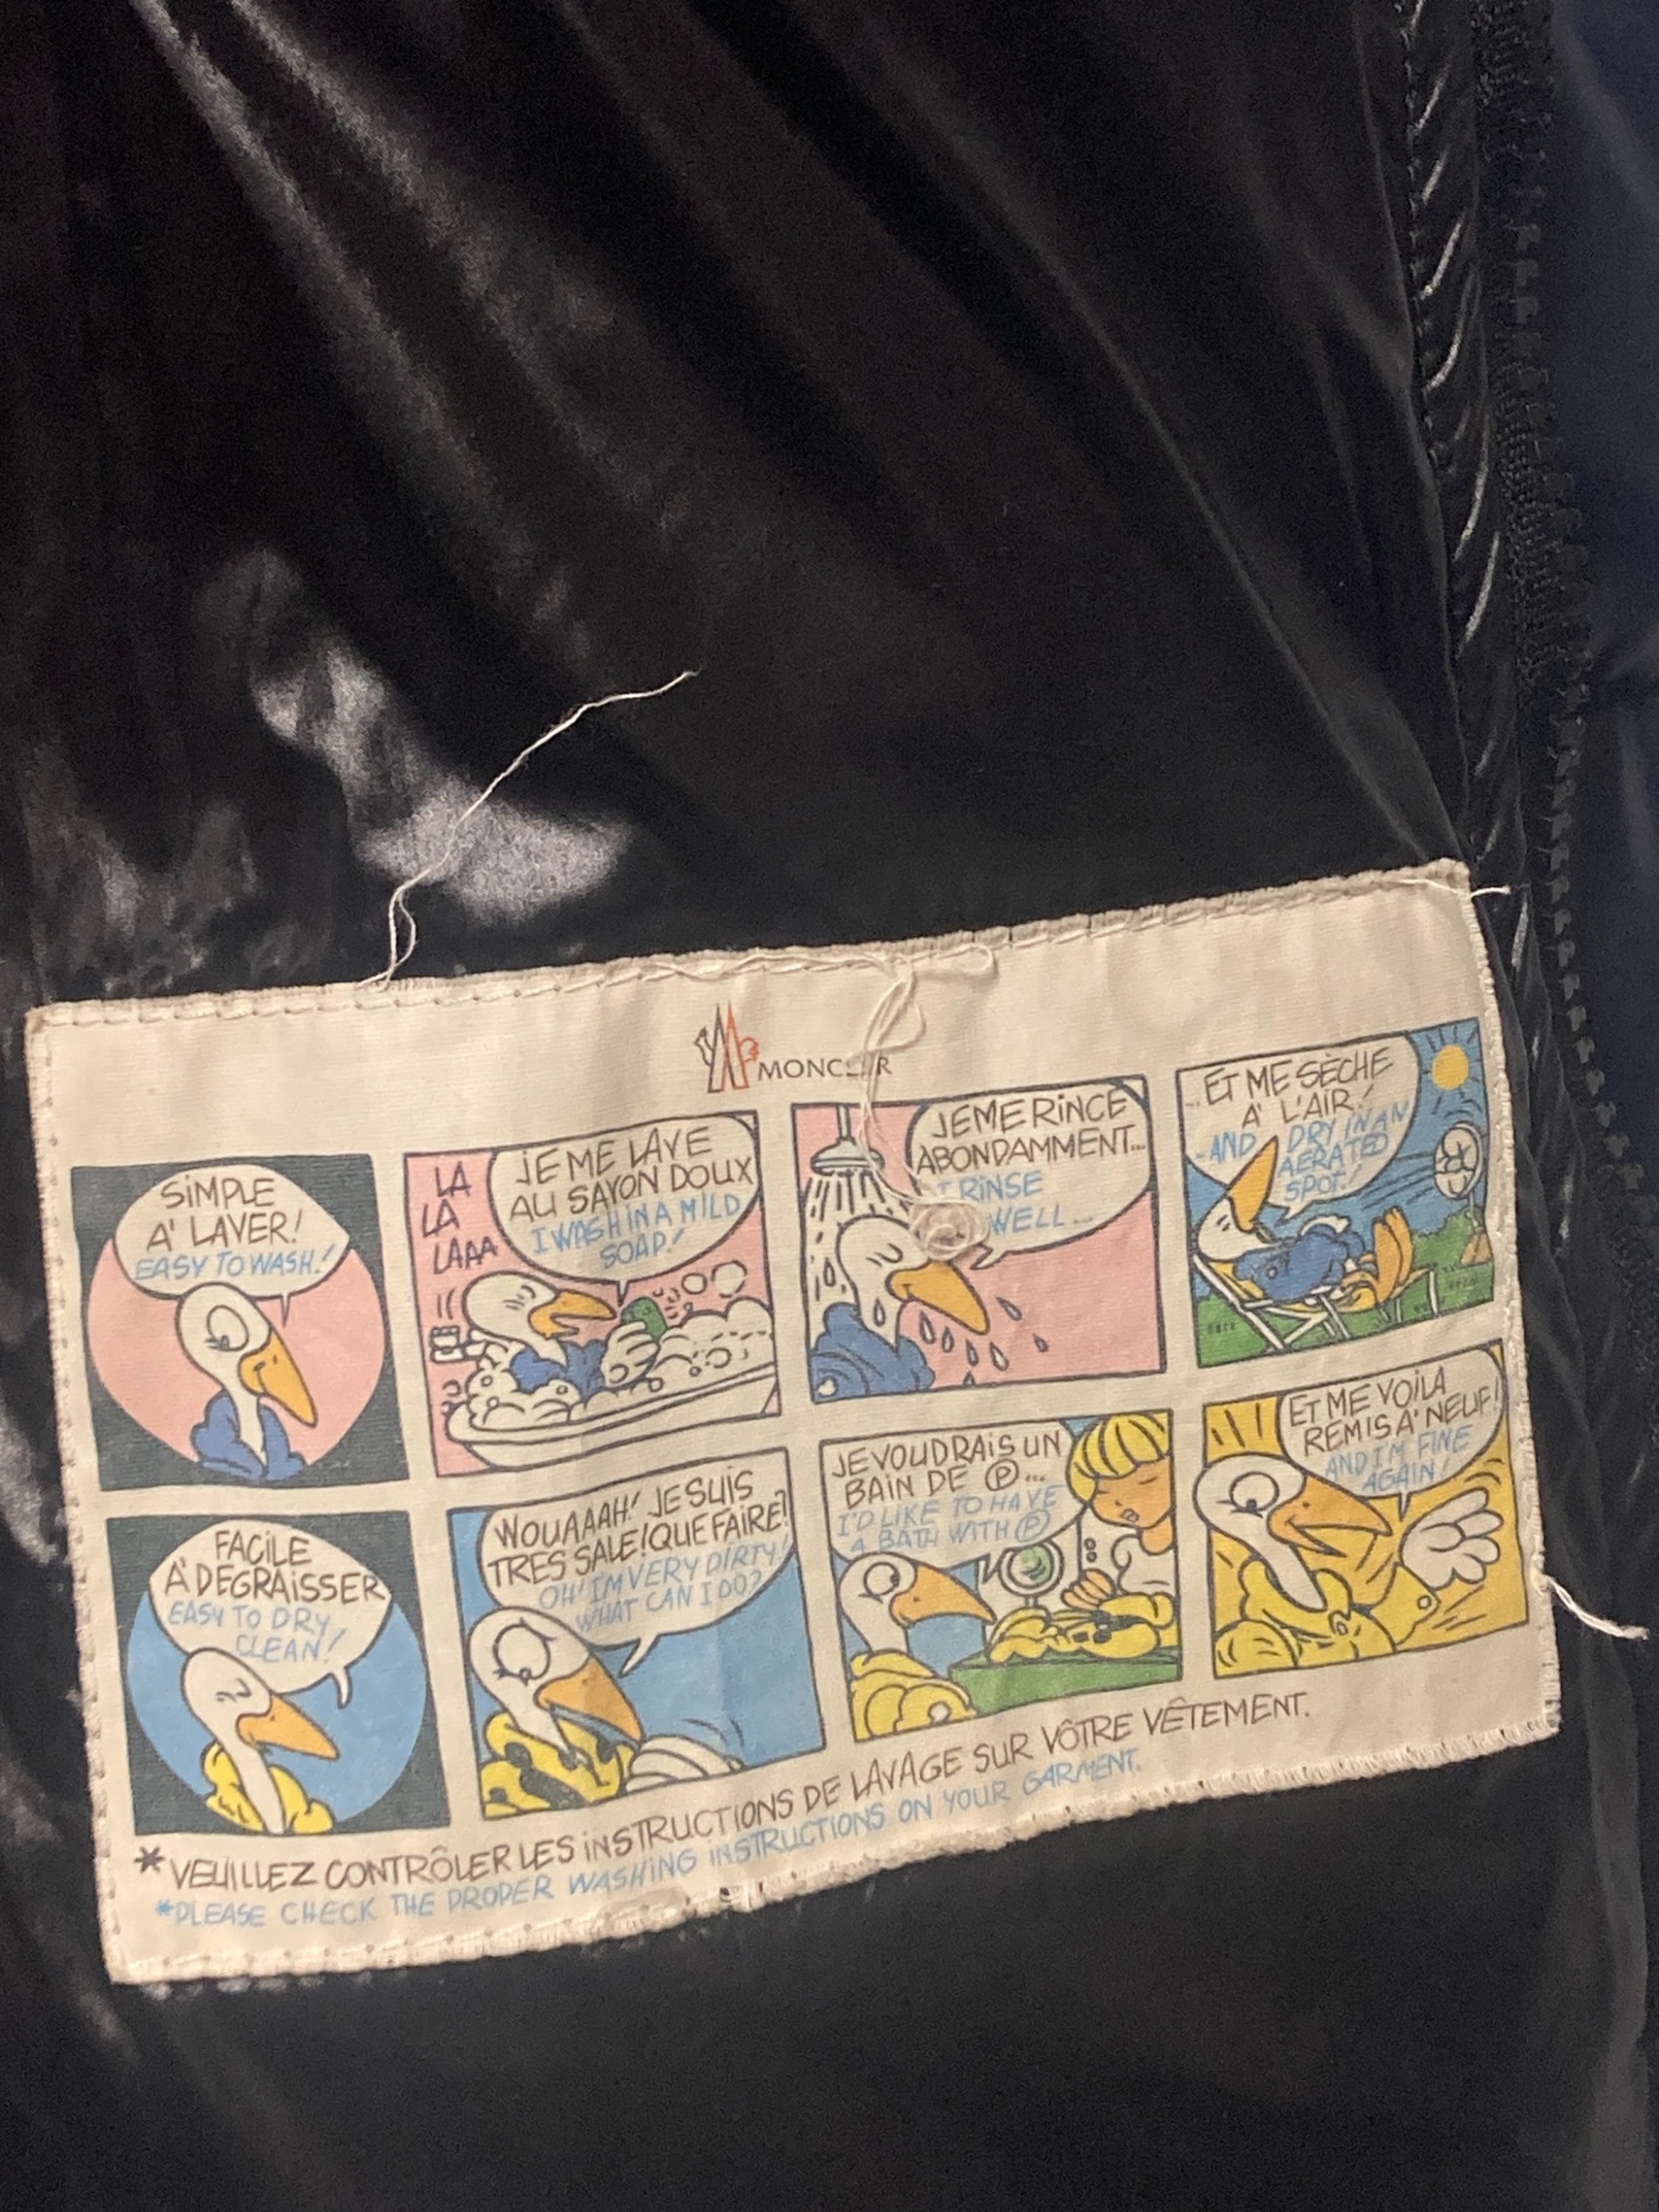 MONCLER
SiMPLE
A' LAVER!
EASY TO WASH!
LA
LA
LAAA
JE ME LAVE
AU SAVON DOUX
I WASH IN A MILD
SOAP!
JE ME RiNCE
ABONDAMMENT...
I RINSE
WELL...
...ET ME SÈCHE
A' L'AIR!
..AND DRY IN AN
AERATED
SPOT!
FACiLE
A' DEGRAiSSER
EASY TO DRY
CLEAN!
WOUAAAH! JE SUiS
TRES SALE! QUE FAIRE?
OH! I'M VERY DIRTY!
WHAT CAN I DO?
JE VOUDRAiS UN
BAiN DE Ⓟ...
I'D LIKE TO HAVE
A BATH WITH Ⓟ
ET ME VOiLA
REMiS A' NEUF!
AND I'M FINE
AGAIN!
*VEUILLEZ CONTRÔLER LES iNSTRUCTIONS DE LAVAGE SUR VÔTRE VÊTEMENT.
*PLEASE CHECK THE PROPER WASHING INSTRUCTIONS ON YOUR GARMENT.